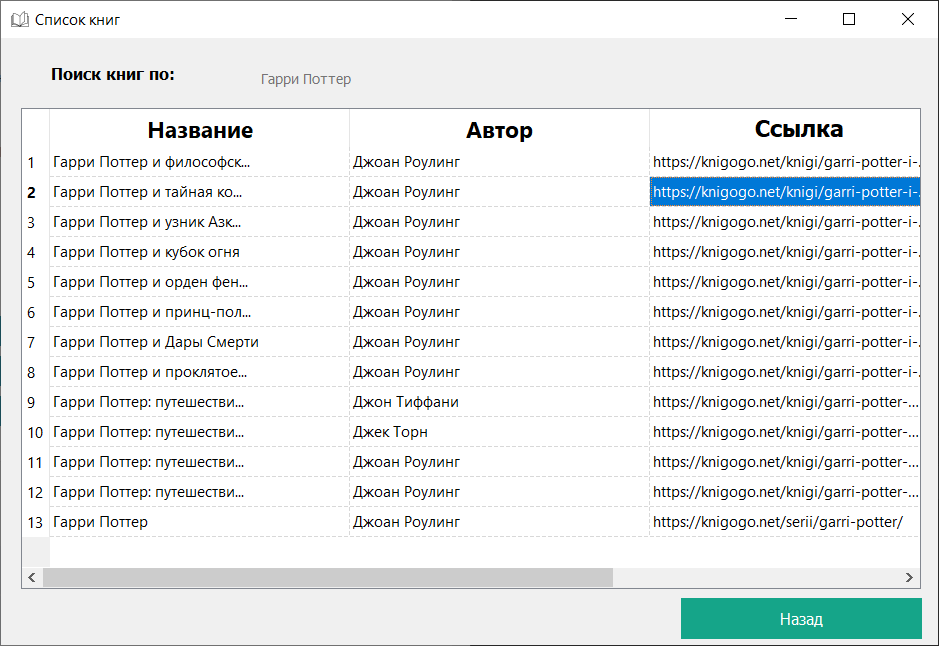 Список книг
Поиск книг по: Гарри Поттер
Название Автор Ссылка
1 Гарри Поттер и философск... Джоан Роулинг https://knigogo.net/knigi/garri-potter-i-.
2 Гарри Поттер и тайная ко... Джоан Роулинг https://knigogo.net/knigi/garri-potter-i-.
3 Гарри Поттер и узник Азк... Джоан Роулинг https://knigogo.net/knigi/garri-potter-i-.
4 Гарри Поттер и кубок огня Джоан Роулинг https://knigogo.net/knigi/garri-potter-i-.
5 Гарри Поттер и орден фен... Джоан Роулинг https://knigogo.net/knigi/garri-potter-i-.
6 Гарри Поттер и принц-пол... Джоан Роулинг https://knigogo.net/knigi/garri-potter-i-.
7 Гарри Поттер и Дары Смерти Джоан Роулинг https://knigogo.net/knigi/garri-potter-i-.
8 Гарри Поттер и проклятое... Джоан Роулинг https://knigogo.net/knigi/garri-potter-i-.
9 Гарри Поттер: путешестви... Джон Тиффани https://knigogo.net/knigi/garri-potter-...
10 Гарри Поттер: путешестви... Джек Торн https://knigogo.net/knigi/garri-potter-...
11 Гарри Поттер: путешестви... Джоан Роулинг https://knigogo.net/knigi/garri-potter-...
12 Гарри Поттер: путешестви... Джоан Роулинг https://knigogo.net/knigi/garri-potter-...
13 Гарри Поттер Джоан Роулинг https://knigogo.net/serii/garri-potter/
Назад